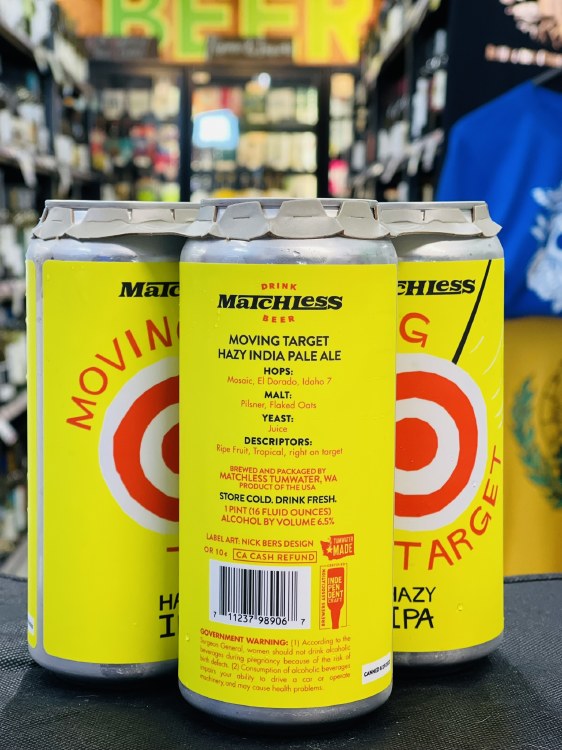 BEER
MaTCHLess
MOVING
HAZY
IPA
TARGET
DRINK
MaTCHLess
BEER
MOVING TARGET
HAZY INDIA PALE ALE
HOPS:
Mosaic, El Dorado, Idaho 7
MALT:
Pilsner, Flaked Oats
YEAST:
Juice
DESCRIPTORS:
Ripe Fruit, Tropical, right on target
BREWED AND PACKAGED BY
MATCHLESS TUMWATER, WA
PRODUCT OF THE USA
STORE COLD. DRINK FRESH.
1 PINT (16 FLUID OUNCES)
ALCOHOL BY VOLUME 6.5%
LABEL ART: NICK BERS DESIGN
OR 10¢ CA CASH REFUND
TUMWATER
MADE
7 11237 98906 7
INDE
PEN
DENT
CRAFT
GOVERNMENT WARNING: (1) According to the
Surgeon General, women should not drink alcoholic
beverages during pregnancy because of the risk of
birth defects. (2) Consumption of alcoholic beverages
impairs your ability to drive a car or operate
machinery, and may cause health problems.